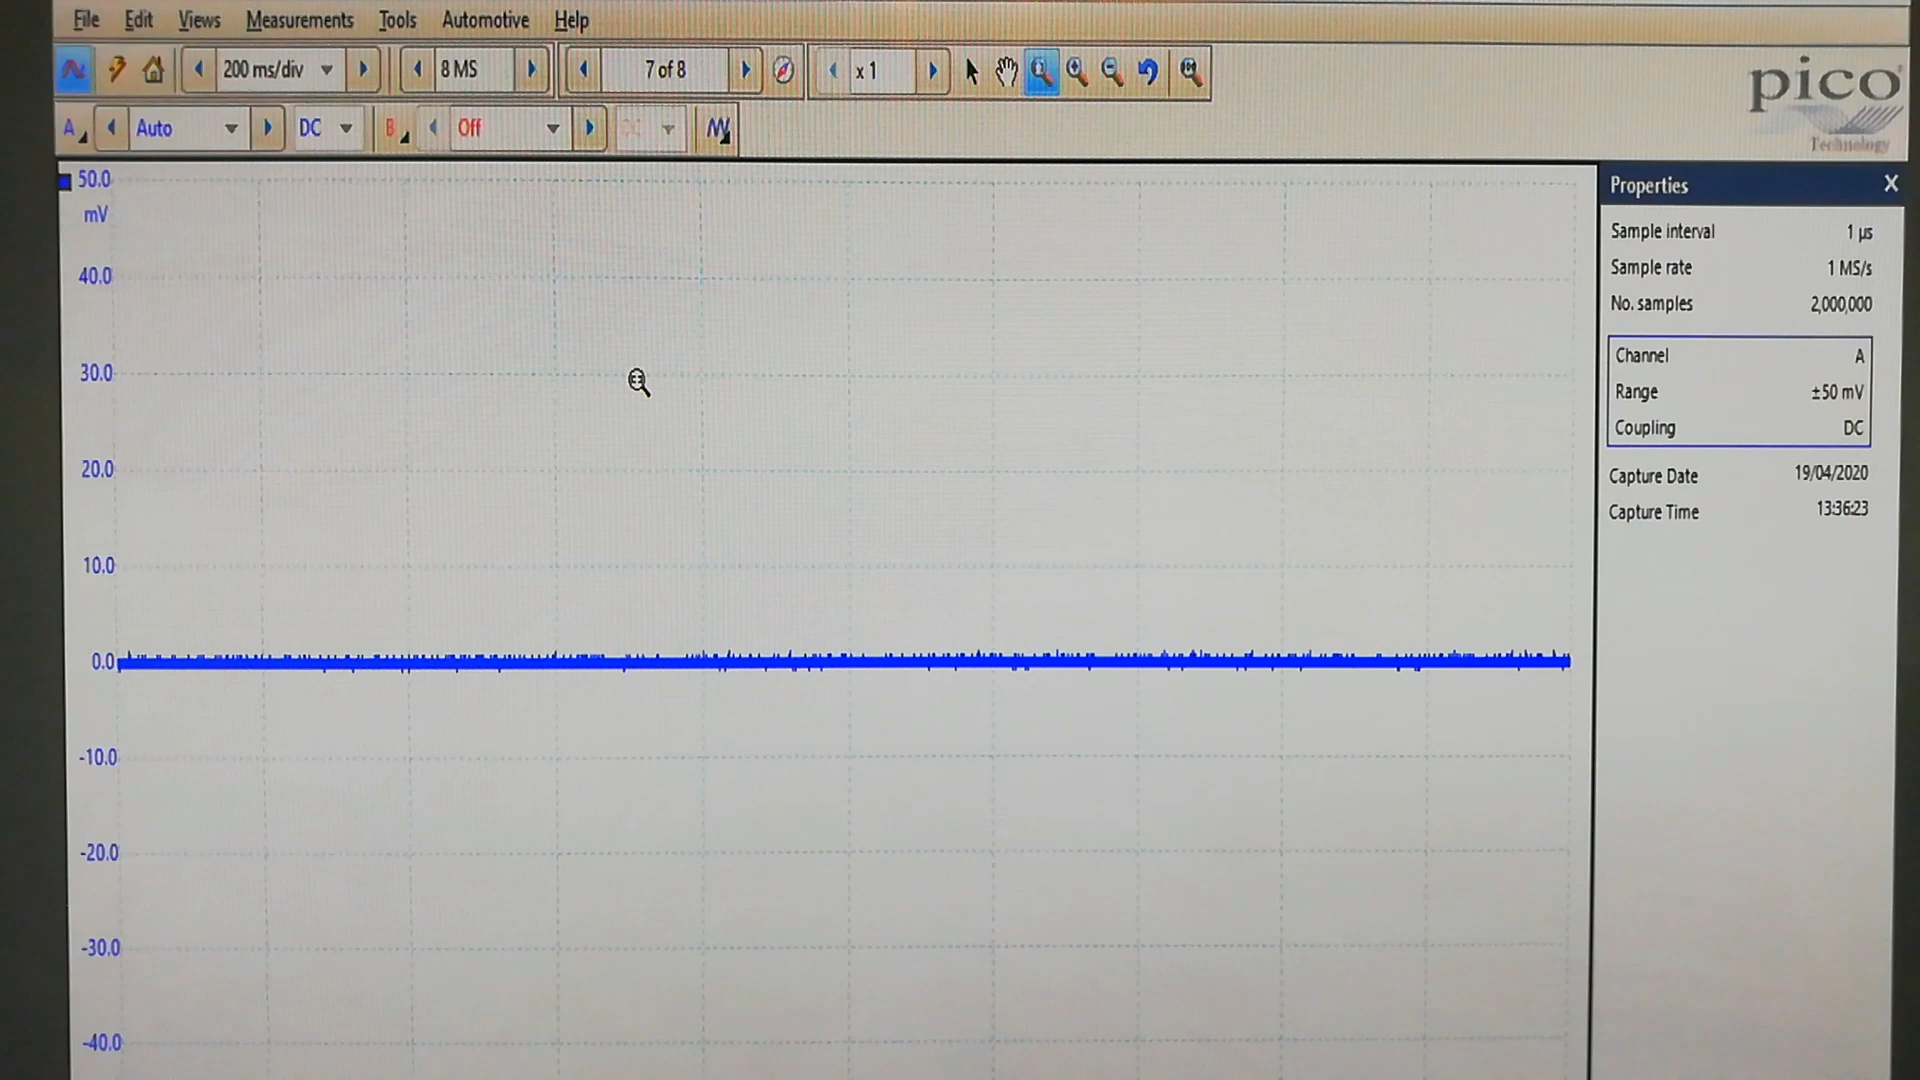 File Edit Views Measurements Tools Automotive Help
200 ms/div 8 MS 7 of 8 x 1
pico
Technology
A Auto DC B Off DC
50.0
mV
40.0
30.0
20.0
10.0
0.0
-10.0
-20.0
-30.0
-40.0
Properties X
Sample interval 1 µs
Sample rate 1 MS/s
No. samples 2,000,000
Channel A
Range ±50 mV
Coupling DC
Capture Date 19/04/2020
Capture Time 13:36:23